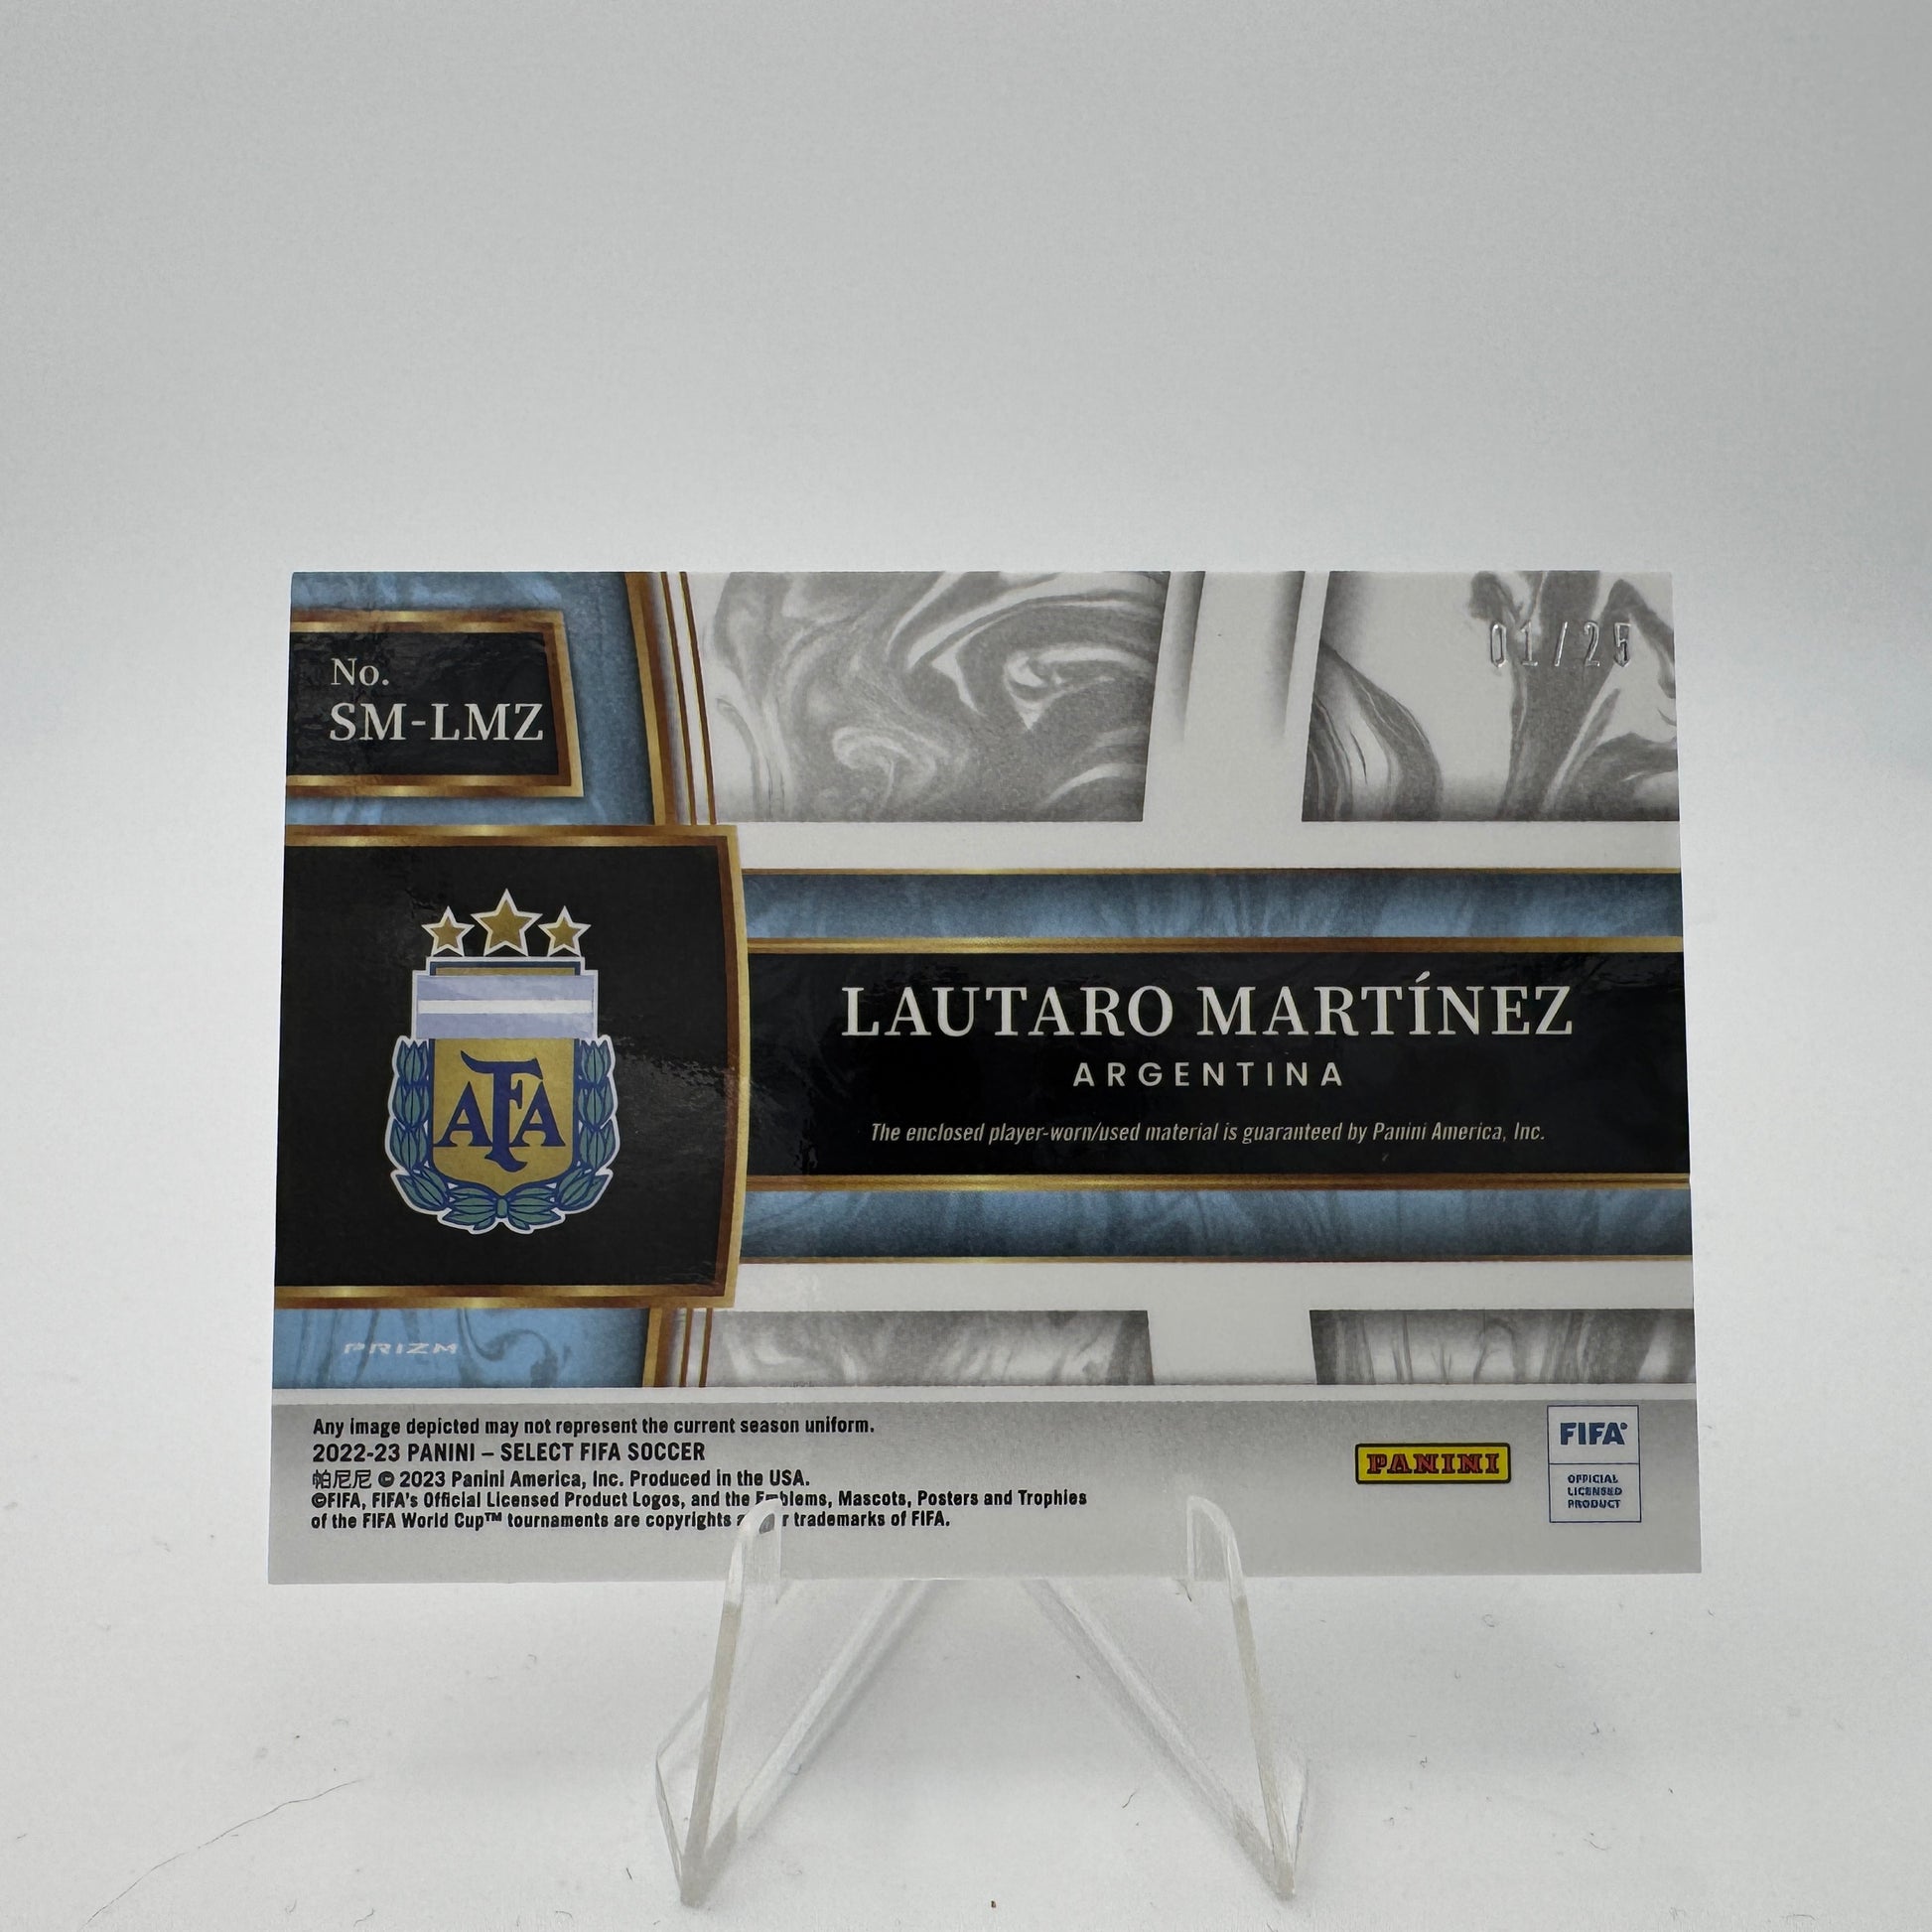 No.
SM-LMZ
01/25
AFA
LAUTARO MARTÍNEZ
ARGENTINA
The enclosed player-worn/used material is guaranteed by Panini America, Inc.
PRIZM
Any image depicted may not represent the current season uniform.
2022-23 PANINI – SELECT FIFA SOCCER
帕尼尼 © 2023 Panini America, Inc. Produced in the USA.
©FIFA, FIFA's Official Licensed Product Logos, and the Emblems, Mascots, Posters and Trophies
of the FIFA World Cup™ tournaments are copyrights trademarks of FIFA.
PANINI
FIFA®
OFFICIAL
LICENSED
PRODUCT